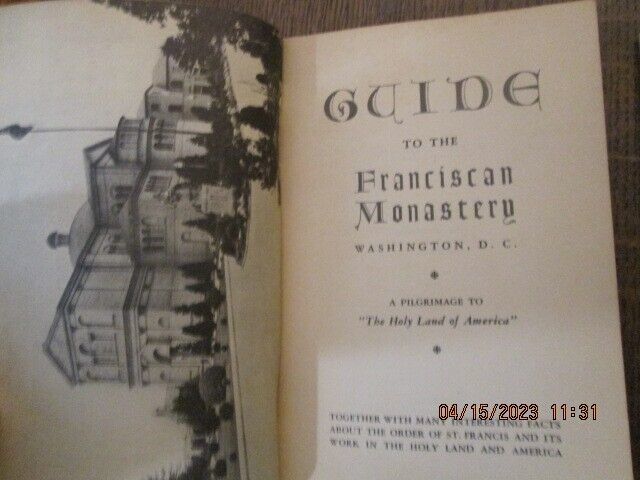 GUIDE
TO THE
Franciscan
Monastery
WASHINGTON, D. C.
A PILGRIMAGE TO
"The Holy Land of America"
TOGETHER WITH MANY INTERESTING FACTS
ABOUT THE ORDER OF ST. FRANCIS AND ITS
WORK IN THE HOLY LAND AND AMERICA
04/15/2023 11:31